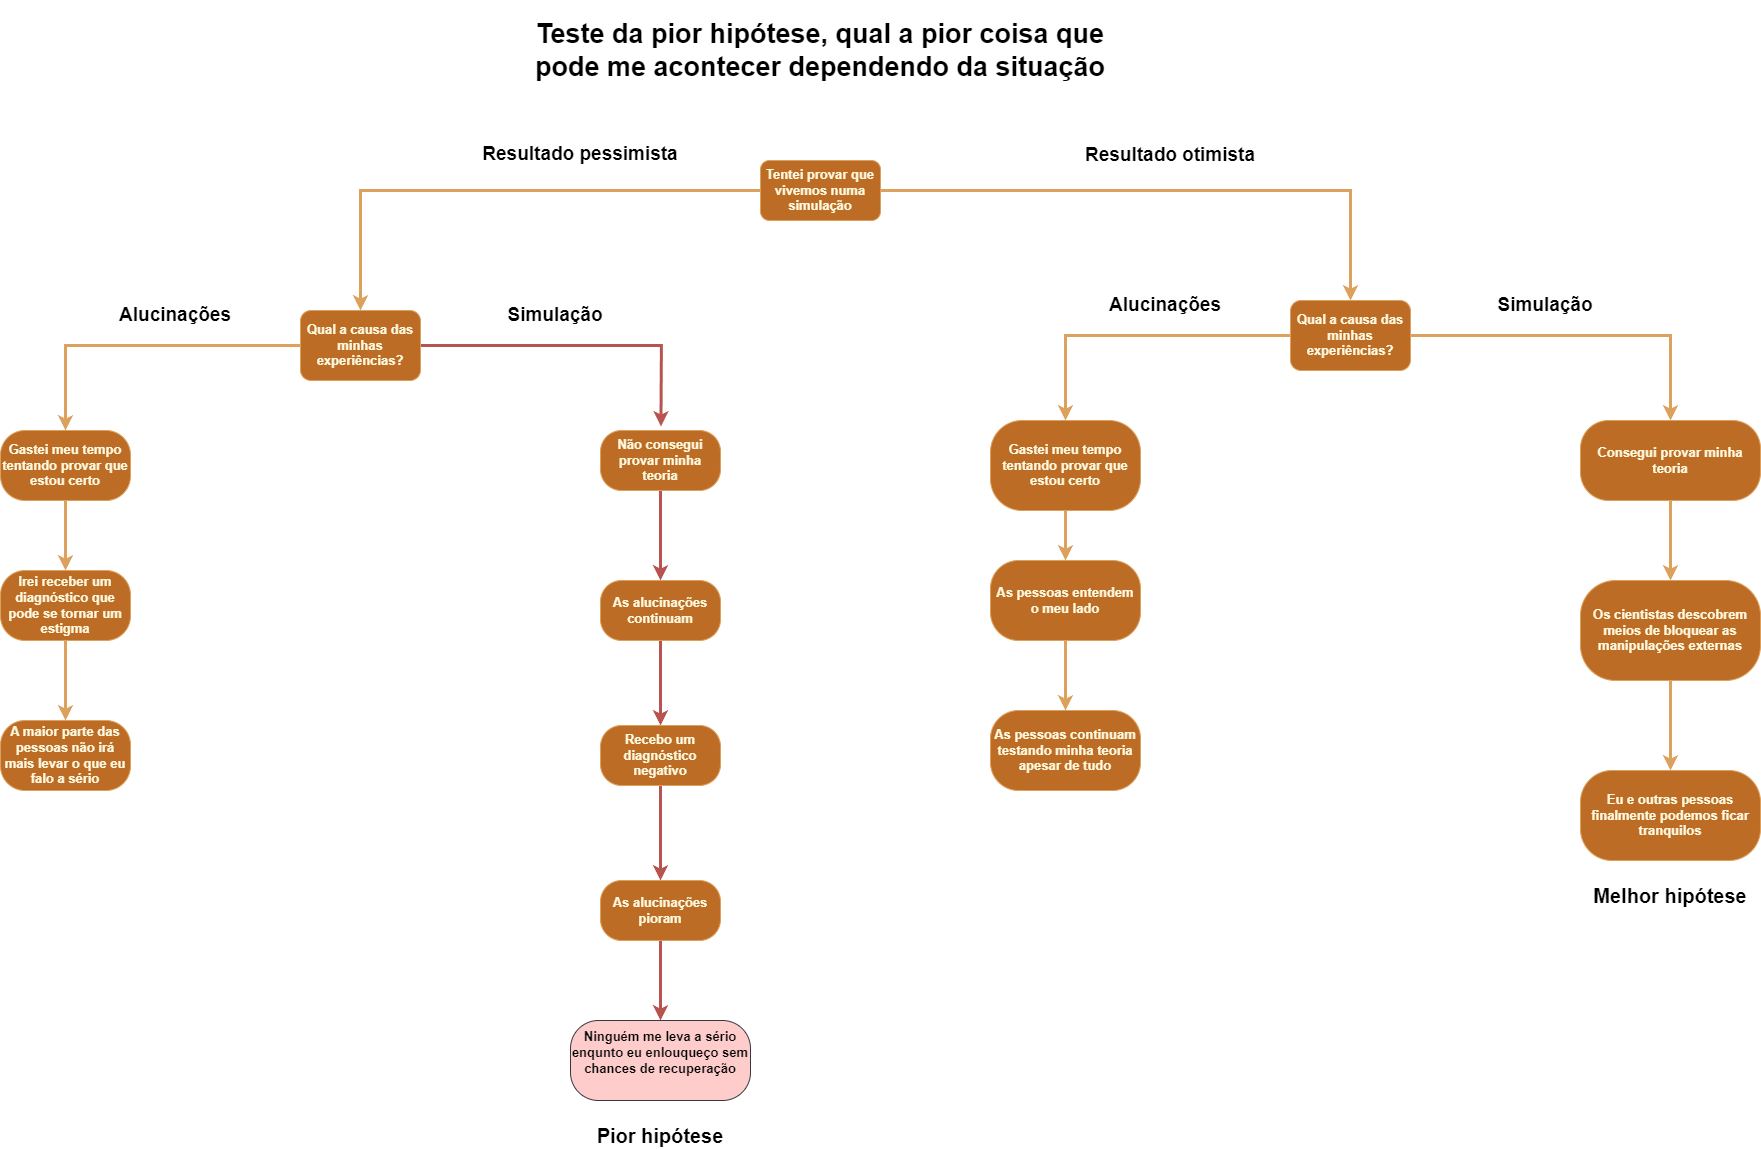 Teste da pior hipótese, qual a pior coisa que
pode me acontecer dependendo da situação
Resultado pessimista
Resultado otimista
Tentei provar que
vivemos numa
simulação
Alucinações
Qual a causa das
minhas
experiências?
Simulação
Alucinações
Qual a causa das
minhas
experiências?
Simulação
Gastei meu tempo
tentando provar que
estou certo
Irei receber um
diagnóstico que
pode se tornar um
estigma
A maior parte das
pessoas não irá
mais levar o que eu
falo a sério
Não consegui
provar minha
teoria
As alucinações
continuam
Recebo um
diagnóstico
negativo
As alucinações
pioram
Ninguém me leva a sério
enqunto eu enlouqueço sem
chances de recuperação
Pior hipótese
Gastei meu tempo
tentando provar que
estou certo
As pessoas entendem
o meu lado
As pessoas continuam
testando minha teoria
apesar de tudo
Consegui provar minha
teoria
Os cientistas descobrem
meios de bloquear as
manipulações externas
Eu e outras pessoas
finalmente podemos ficar
tranquilos
Melhor hipótese